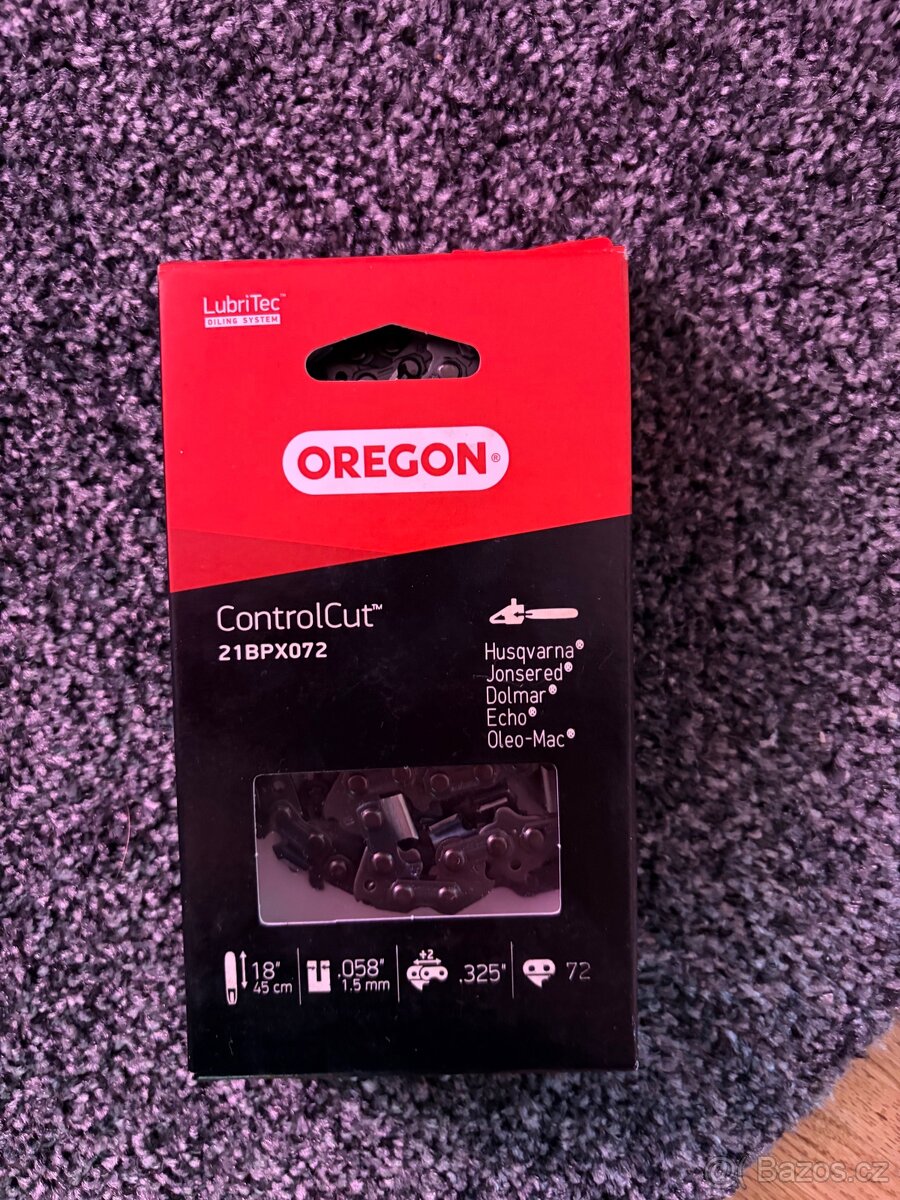 LubriTec™
OILING SYSTEM
OREGON®
ControlCut™
21BPX072
Husqvarna®
Jonsered®
Dolmar®
Echo®
Oleo-Mac®
18"
45 cm
.058"
1.5 mm
+2
.325"
72
@ Bazos.cz